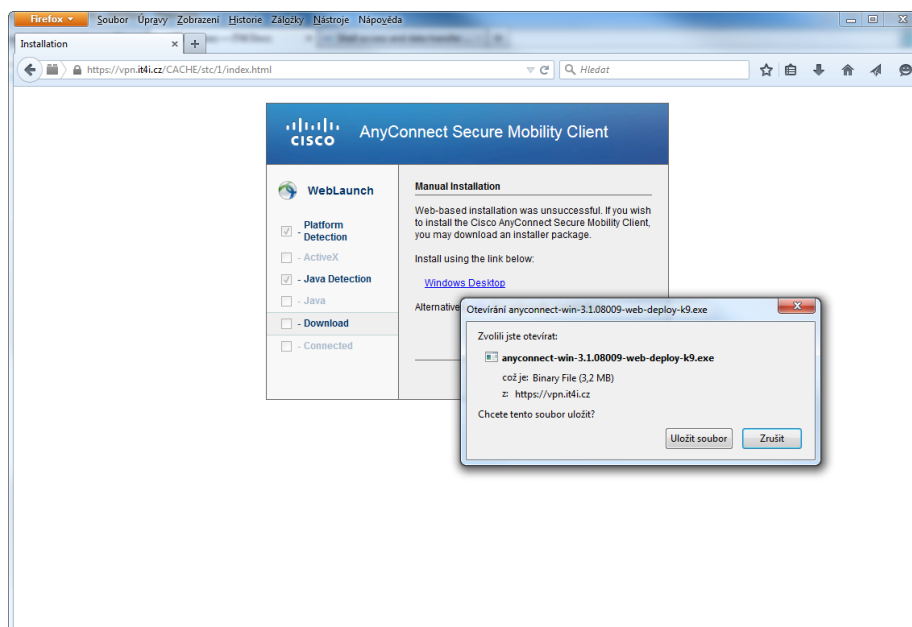 Firefox
Soubor Úpravy Zobrazení Historie Záložky Nástroje Nápověda
Installation
Shell access and data transfer
https://vpn.it4i.cz/CACHE/stc/1/index.html
Hledat
CISCO
AnyConnect Secure Mobility Client
WebLaunch
- Platform
Detection
- ActiveX
- Java Detection
- Java
- Download
- Connected
Manual Installation
Web-based installation was unsuccessful. If you wish
to install the Cisco AnyConnect Secure Mobility Client,
you may download an installer package.
Install using the link below:
Windows Desktop
Alternative
Otevírání anyconnect-win-3.1.08009-web-deploy-k9.exe
Zvolili jste otevírat:
anyconnect-win-3.1.08009-web-deploy-k9.exe
což je: Binary File (3,2 MB)
z: https://vpn.it4i.cz
Chcete tento soubor uložit?
Uložit soubor
Zrušit